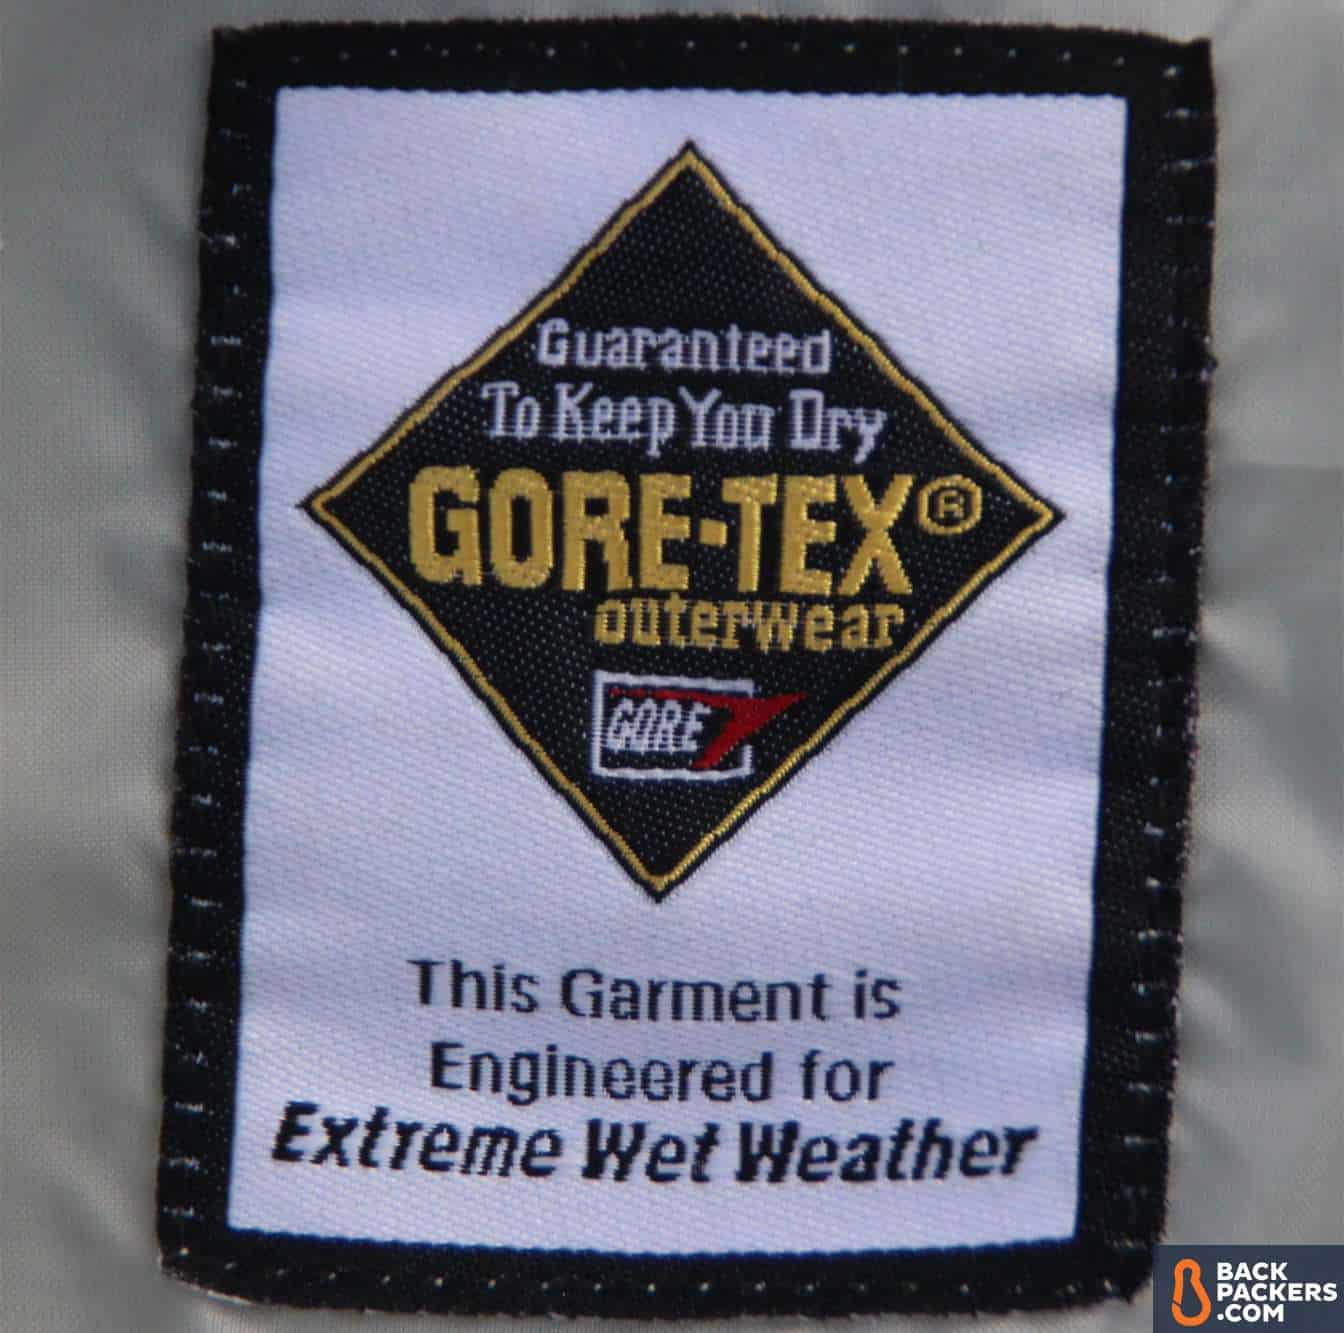 Guaranteed
To Keep You Dry
GORE-TEX®
outerwear
GORE
This Garment is
Engineered for
Extreme Wet Weather
BACK
PACKERS
.COM